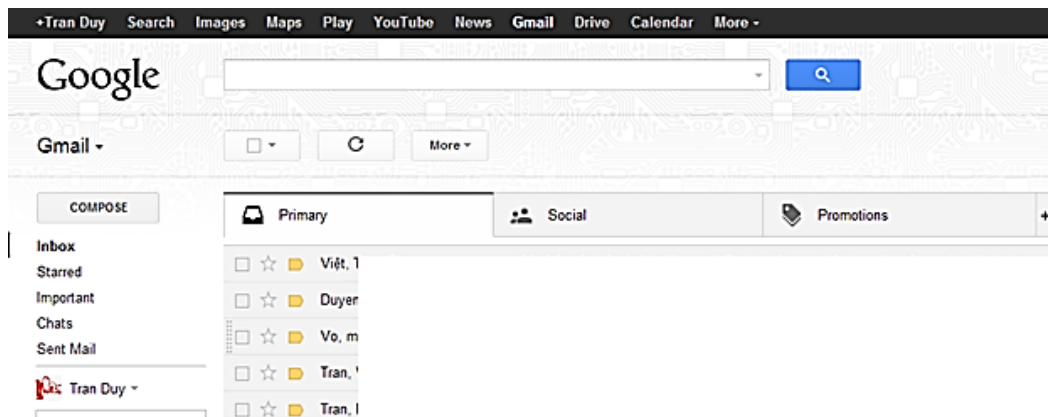 +Tran Duy Search Images Maps Play YouTube News Gmail Drive Calendar More
Google
Gmail
More
COMPOSE
Primary Social Promotions
Inbox
Starred
Important
Chats
Sent Mail
Tran Duy
Việt,
Duyen
Vo, m
Tran,
Tran,